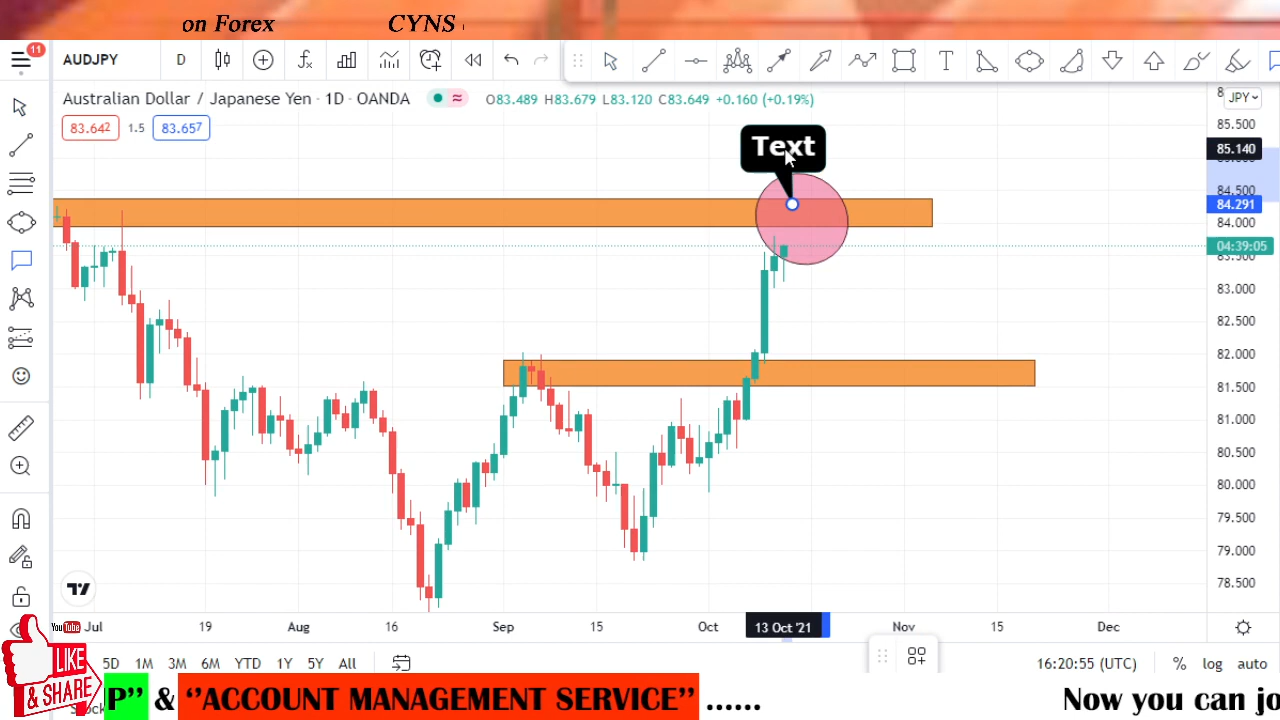 on Forex CYNS
11
AUDJPY D
Australian Dollar / Japanese Yen · 1D · OANDA O83.489 H83.679 L83.120 C83.649 +0.160 (+0.19%)
JPY
83.642 1.5 83.657
Text
85.500
85.140
84.500
84.291
84.000
04:39:05
83.500
83.000
82.500
82.000
81.500
81.000
80.500
80.000
79.500
79.000
78.500
Jul 19 Aug 16 Sep 15 Oct 13 Oct '21 Nov 15 Dec
5D 1M 3M 6M YTD 1Y 5Y All 16:20:55 (UTC) % log auto
YouTube
LIKE
& SHARE
P'' & ‘‘ACCOUNT MANAGEMENT SERVICE’’ ...... Now you can jo